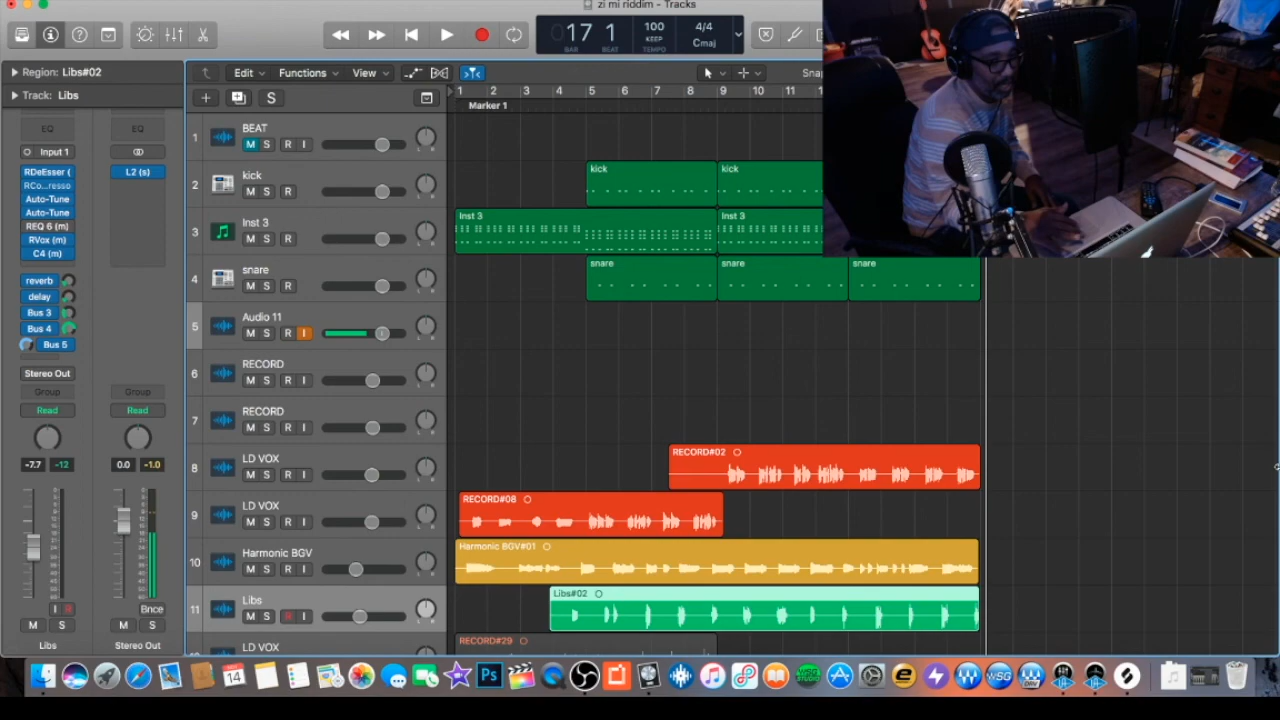 zi mi riddim - Tracks
17 1
BAR BEAT
100
KEEP
TEMPO
4/4
Cmaj
Region: Libs#02
Track: Libs
Edit Functions View
Snap
1 2 3 4 5 6 7 8 9 10 11 12
Marker 1
EQ EQ
Input 1
RDeEsser (
RCo...resso
Auto-Tune
Auto-Tune
REQ 6 (m)
RVox (m)
C4 (m)
L2 (s)
reverb
delay
Bus 3
Bus 4
Bus 5
Stereo Out
Group Group
Read Read
-7.7 -12 0.0 -1.0
I R
Bnce
M S M S
Libs Stereo Out
S
1 BEAT
M S R I
2 kick
M S R
kick kick
3 Inst 3
M S R
Inst 3 Inst 3
4 snare
M S R
snare snare snare
5 Audio 11
M S R I
6 RECORD
M S R I
7 RECORD
M S R I
8 LD VOX
M S R I
RECORD#02
9 LD VOX
M S R I
RECORD#08
10 Harmonic BGV
M S R I
Harmonic BGV#01
11 Libs
M S R I
Libs#02
LD VOX
RECORD#29
14
Ps
WSG